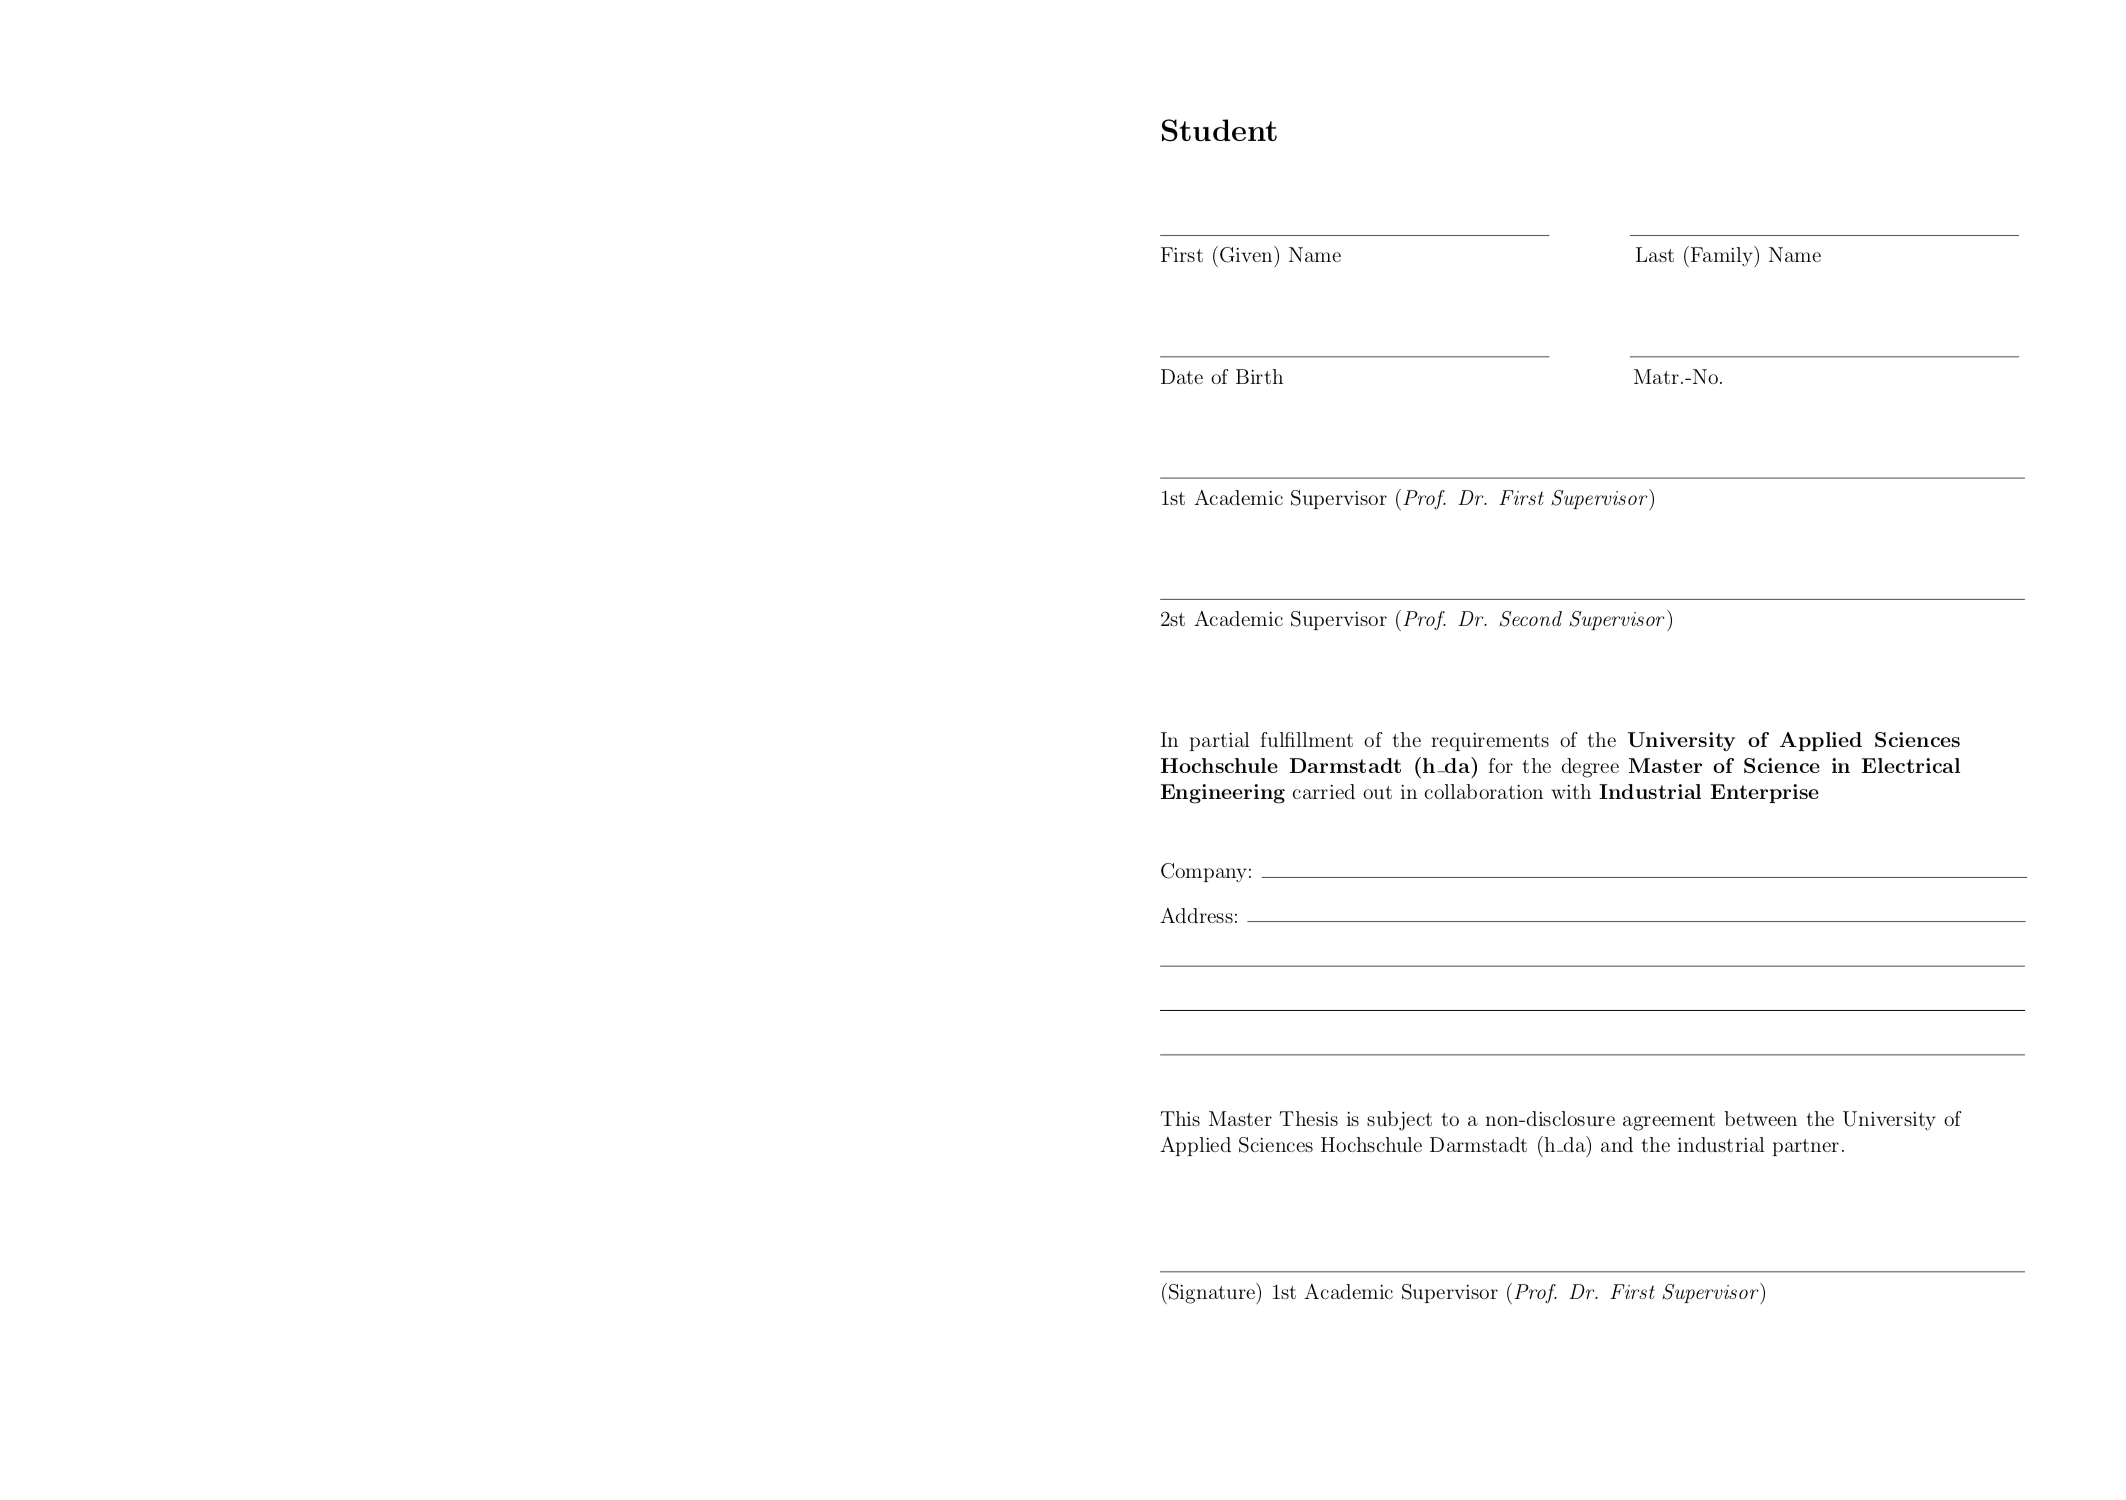 Student
First (Given) Name
Last (Family) Name
Date of Birth
Matr.-No.
1st Academic Supervisor (Prof. Dr. First Supervisor)
2st Academic Supervisor (Prof. Dr. Second Supervisor)
In partial fulfillment of the requirements of the University of Applied Sciences
Hochschule Darmstadt (h_da) for the degree Master of Science in Electrical
Engineering carried out in collaboration with Industrial Enterprise
Company:
Address:
This Master Thesis is subject to a non-disclosure agreement between the University of
Applied Sciences Hochschule Darmstadt (h_da) and the industrial partner.
(Signature) 1st Academic Supervisor (Prof. Dr. First Supervisor)